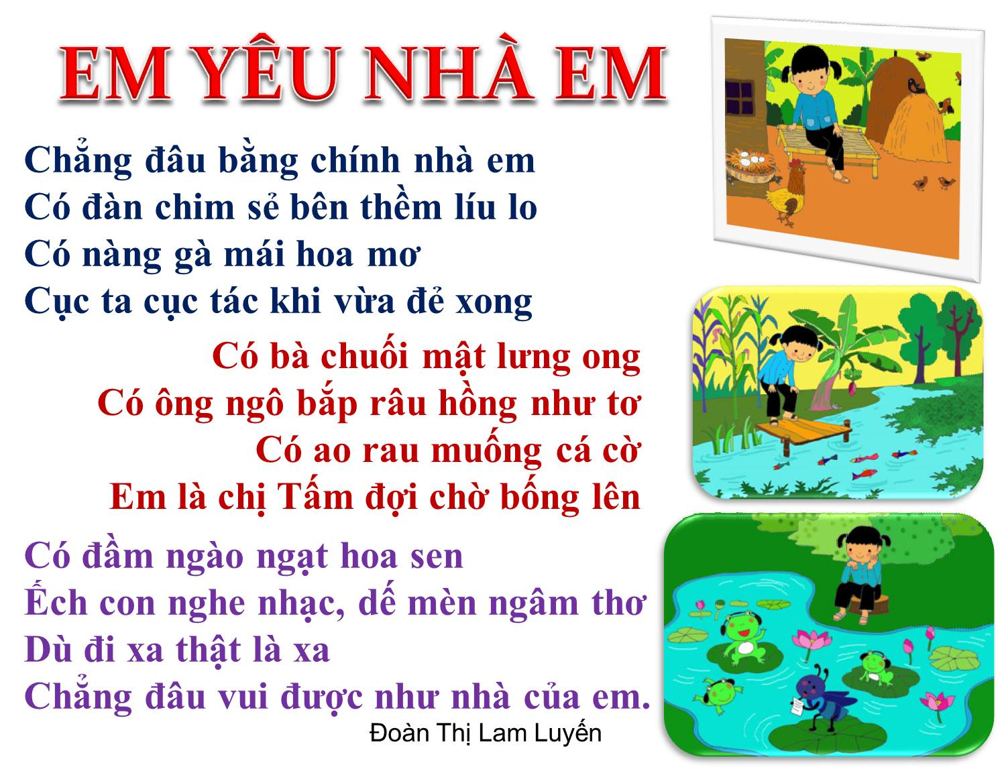 EM YÊU NHÀ EM
Chẳng đâu bằng chính nhà em
Có đàn chim sẻ bên thềm líu lo
Có nàng gà mái hoa mơ
Cục ta cục tác khi vừa đẻ xong
Có bà chuối mật lưng ong
Có ông ngô bắp râu hồng như tơ
Có ao rau muống cá cờ
Em là chị Tấm đợi chờ bống lên
Có đầm ngào ngạt hoa sen
Ếch con nghe nhạc, dế mèn ngâm thơ
Dù đi xa thật là xa
Chẳng đâu vui được như nhà của em.
Đoàn Thị Lam Luyến